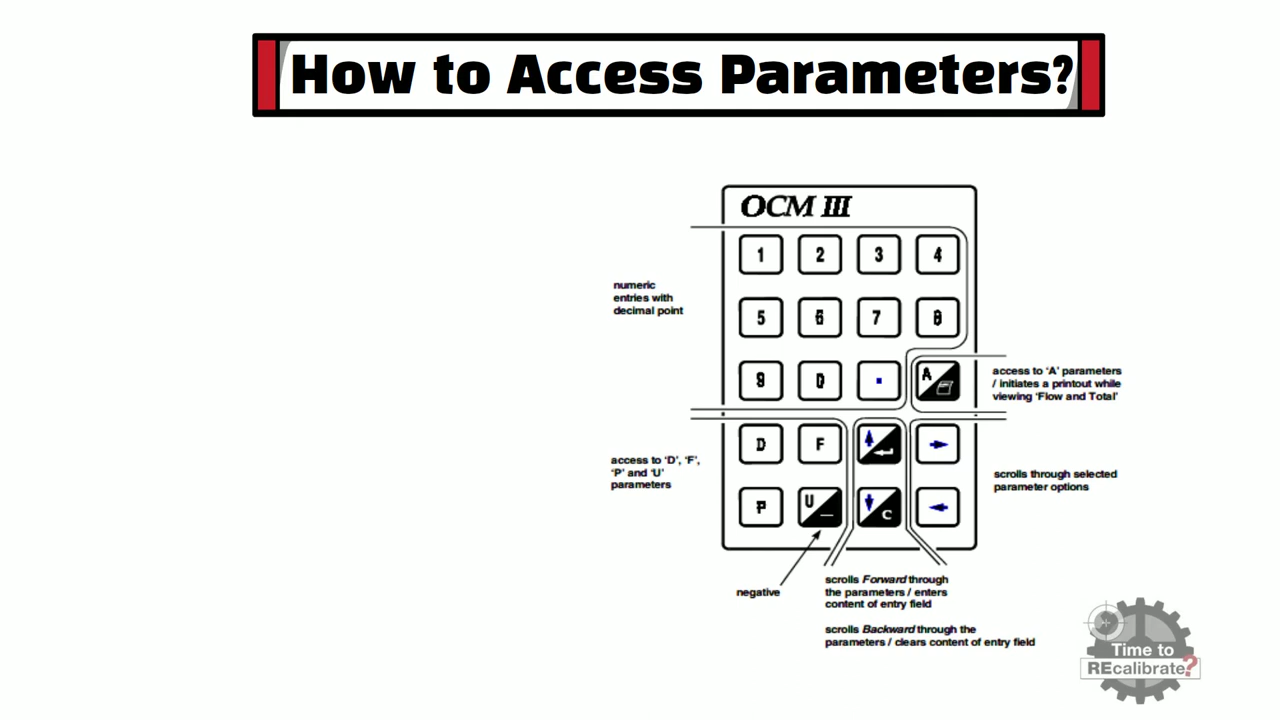 How to Access Parameters?
OCM III
1 2 3 4
numeric
entries with
decimal point
5 6 7 8
9 0 .
A
access to ‘A’ parameters
/ initiates a printout while
viewing ‘Flow and Total’
D F
access to ‘D’, ‘F’,
‘P’ and ‘U’
parameters
scrolls through selected
parameter options
P U — C
negative
scrolls Forward through
the parameters / enters
content of entry field
scrolls Backward through the
parameters / clears content of entry field
Time to
REcalibrate?